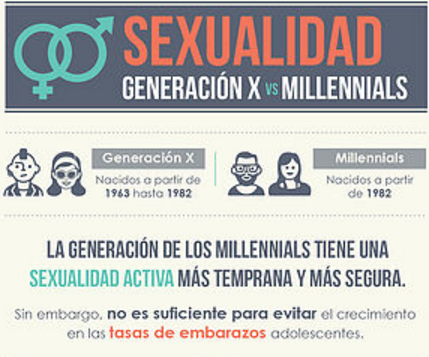 SEXUALIDAD
GENERACIÓN X VS MILLENNIALS
Generación X
Nacidos a partir de
1963 hasta 1982
Millennials
Nacidos a partir
de 1982
LA GENERACIÓN DE LOS MILLENNIALS TIENE UNA
SEXUALIDAD ACTIVA MÁS TEMPRANA Y MÁS SEGURA.
Sin embargo, no es suficiente para evitar el crecimiento
en las tasas de embarazos adolescentes.